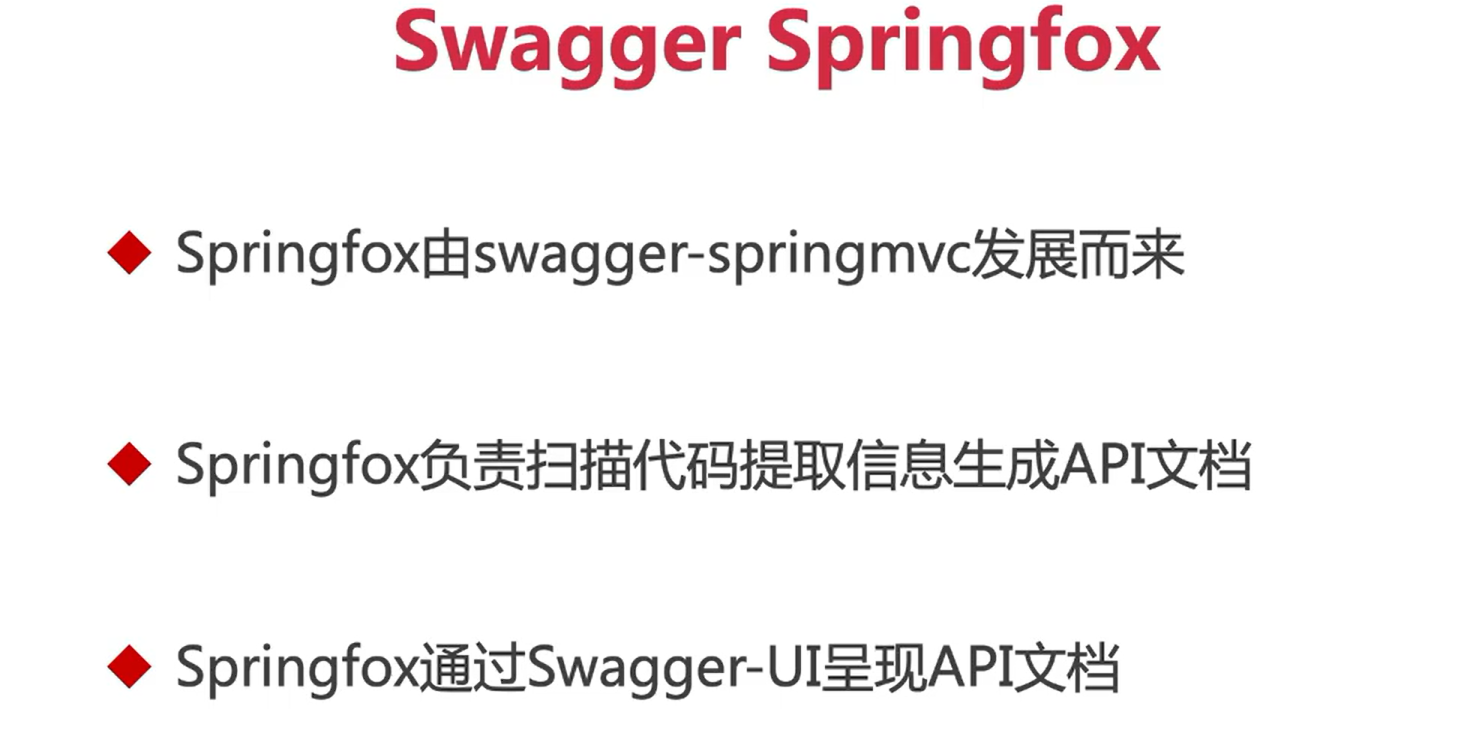 Swagger Springfox
Springfox由swagger-springmvc发展而来
Springfox负责扫描代码提取信息生成API文档
Springfox通过Swagger-UI呈现API文档